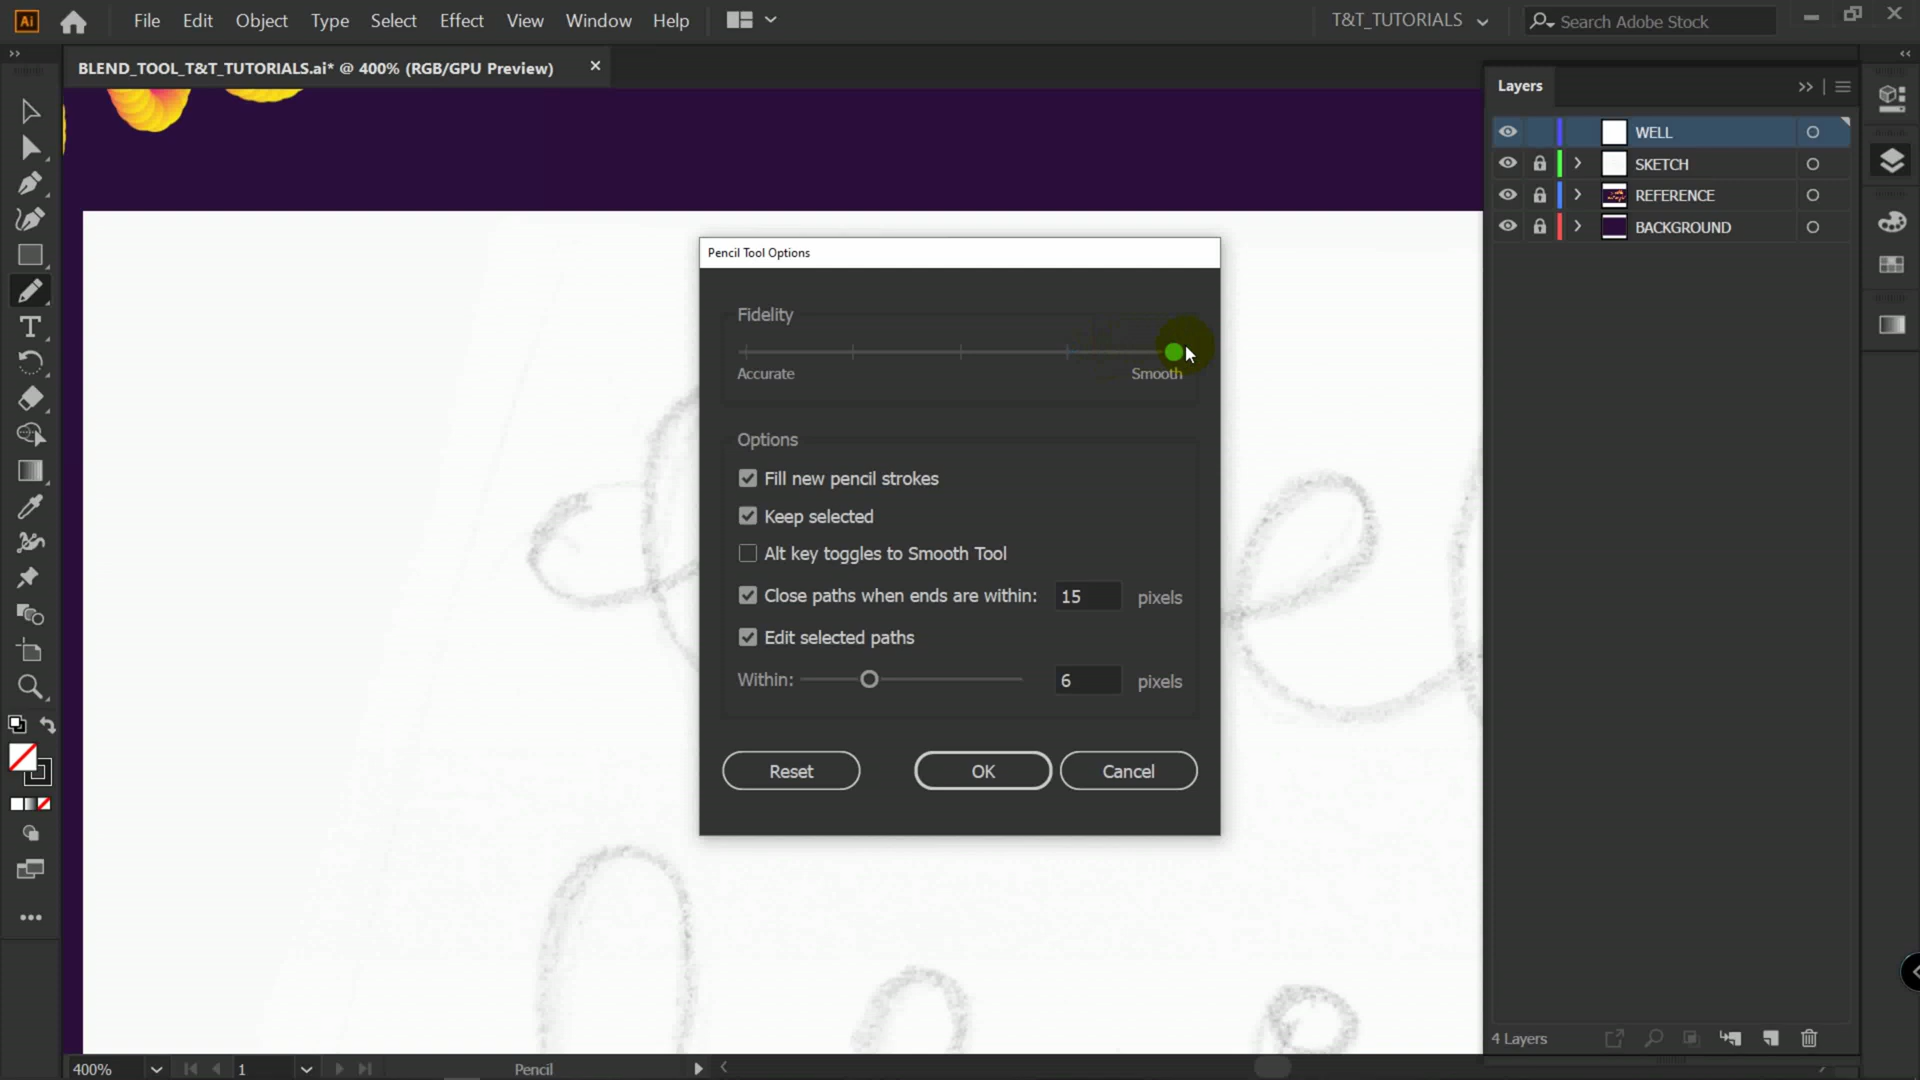 Ai File Edit Object Type Select Effect View Window Help T&T_TUTORIALS Search Adobe Stock
BLEND_TOOL_T&T_TUTORIALS.ai* @ 400% (RGB/GPU Preview)
Layers
WELL
SKETCH
REFERENCE
BACKGROUND
Pencil Tool Options
Fidelity
Accurate Smooth
Options
Fill new pencil strokes
Keep selected
Alt key toggles to Smooth Tool
Close paths when ends are within: 15 pixels
Edit selected paths
Within: 6 pixels
Reset OK Cancel
4 Layers
400% 1 Pencil